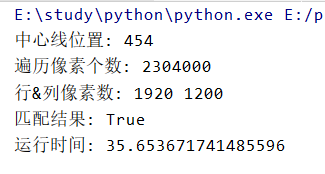 E:\study\python\python.exe E:/p
中心线位置: 454
遍历像素个数: 2304000
行&列像素数: 1920 1200
匹配结果: True
运行时间: 35.653671741485596